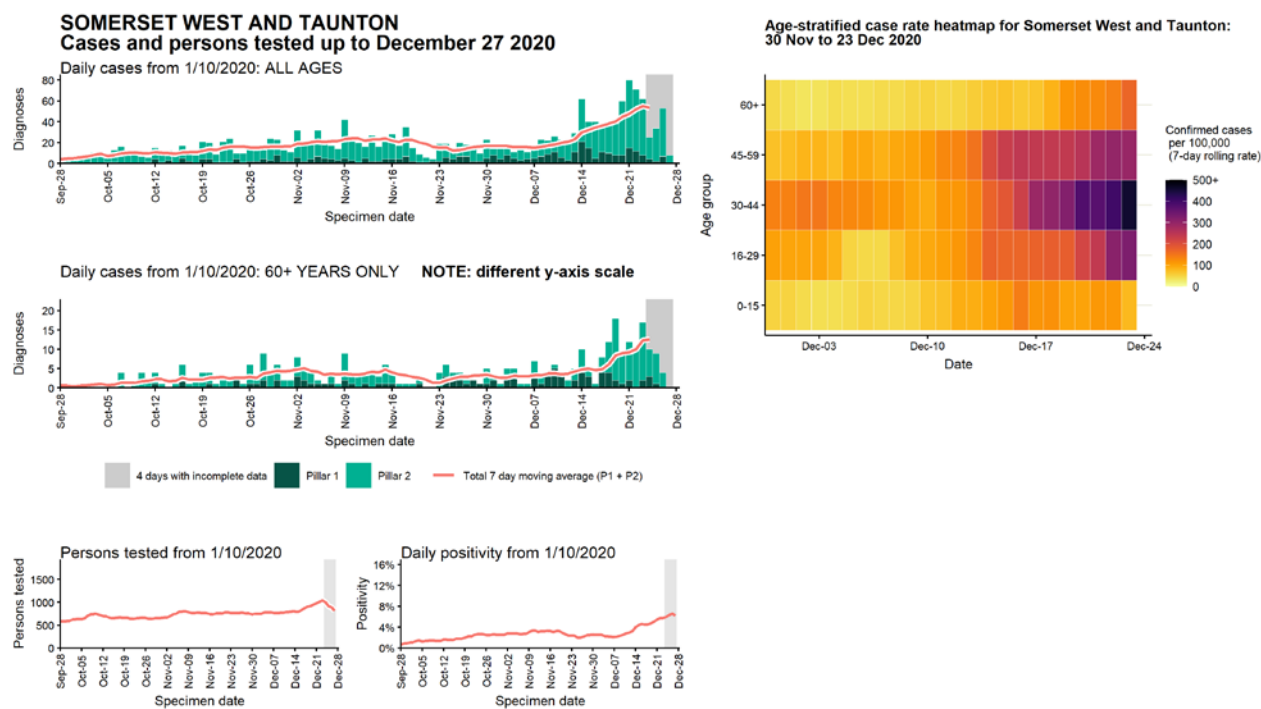 SOMERSET WEST AND TAUNTON
Cases and persons tested up to December 27 2020
Daily cases from 1/10/2020: ALL AGES
Diagnoses
80
60
40
20
0
Sep-28
Oct-05
Oct-12
Oct-19
Oct-26
Nov-02
Nov-09
Nov-16
Nov-23
Nov-30
Dec-07
Dec-14
Dec-21
Dec-28
Specimen date
Daily cases from 1/10/2020: 60+ YEARS ONLY NOTE: different y-axis scale
Diagnoses
20
15
10
5
0
Sep-28
Oct-05
Oct-12
Oct-19
Oct-26
Nov-02
Nov-09
Nov-16
Nov-23
Nov-30
Dec-07
Dec-14
Dec-21
Dec-28
Specimen date
4 days with incomplete data Pillar 1 Pillar 2 Total 7 day moving average (P1 + P2)
Persons tested from 1/10/2020
Persons tested
1500
1000
500
0
Sep-28
Oct-05
Oct-12
Oct-19
Oct-26
Nov-02
Nov-09
Nov-16
Nov-23
Nov-30
Dec-07
Dec-14
Dec-21
Dec-28
Specimen date
Daily positivity from 1/10/2020
Positivity
16%
12%
8%
4%
0%
Sep-28
Oct-05
Oct-12
Oct-19
Oct-26
Nov-02
Nov-09
Nov-16
Nov-23
Nov-30
Dec-07
Dec-14
Dec-21
Dec-28
Specimen date
Age-stratified case rate heatmap for Somerset West and Taunton:
30 Nov to 23 Dec 2020
Age group
60+
45-59
30-44
16-29
0-15
Dec-03
Dec-10
Dec-17
Dec-24
Date
Confirmed cases
per 100,000
(7-day rolling rate)
500+
400
300
200
100
0